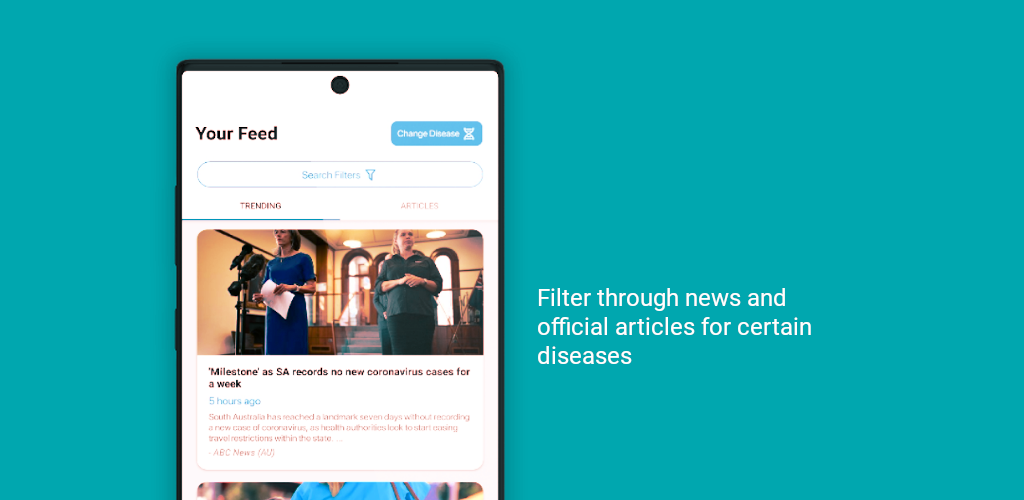 Your Feed
Change Disease
Search Filters
TRENDING
ARTICLES
'Milestone' as SA records no new coronavirus cases for
a week
5 hours ago
South Australia has reached a landmark seven days without recording
a new case of coronavirus, as health authorities look to start easing
travel restrictions within the state. ...
- ABC News (AU)
Filter through news and
official articles for certain
diseases